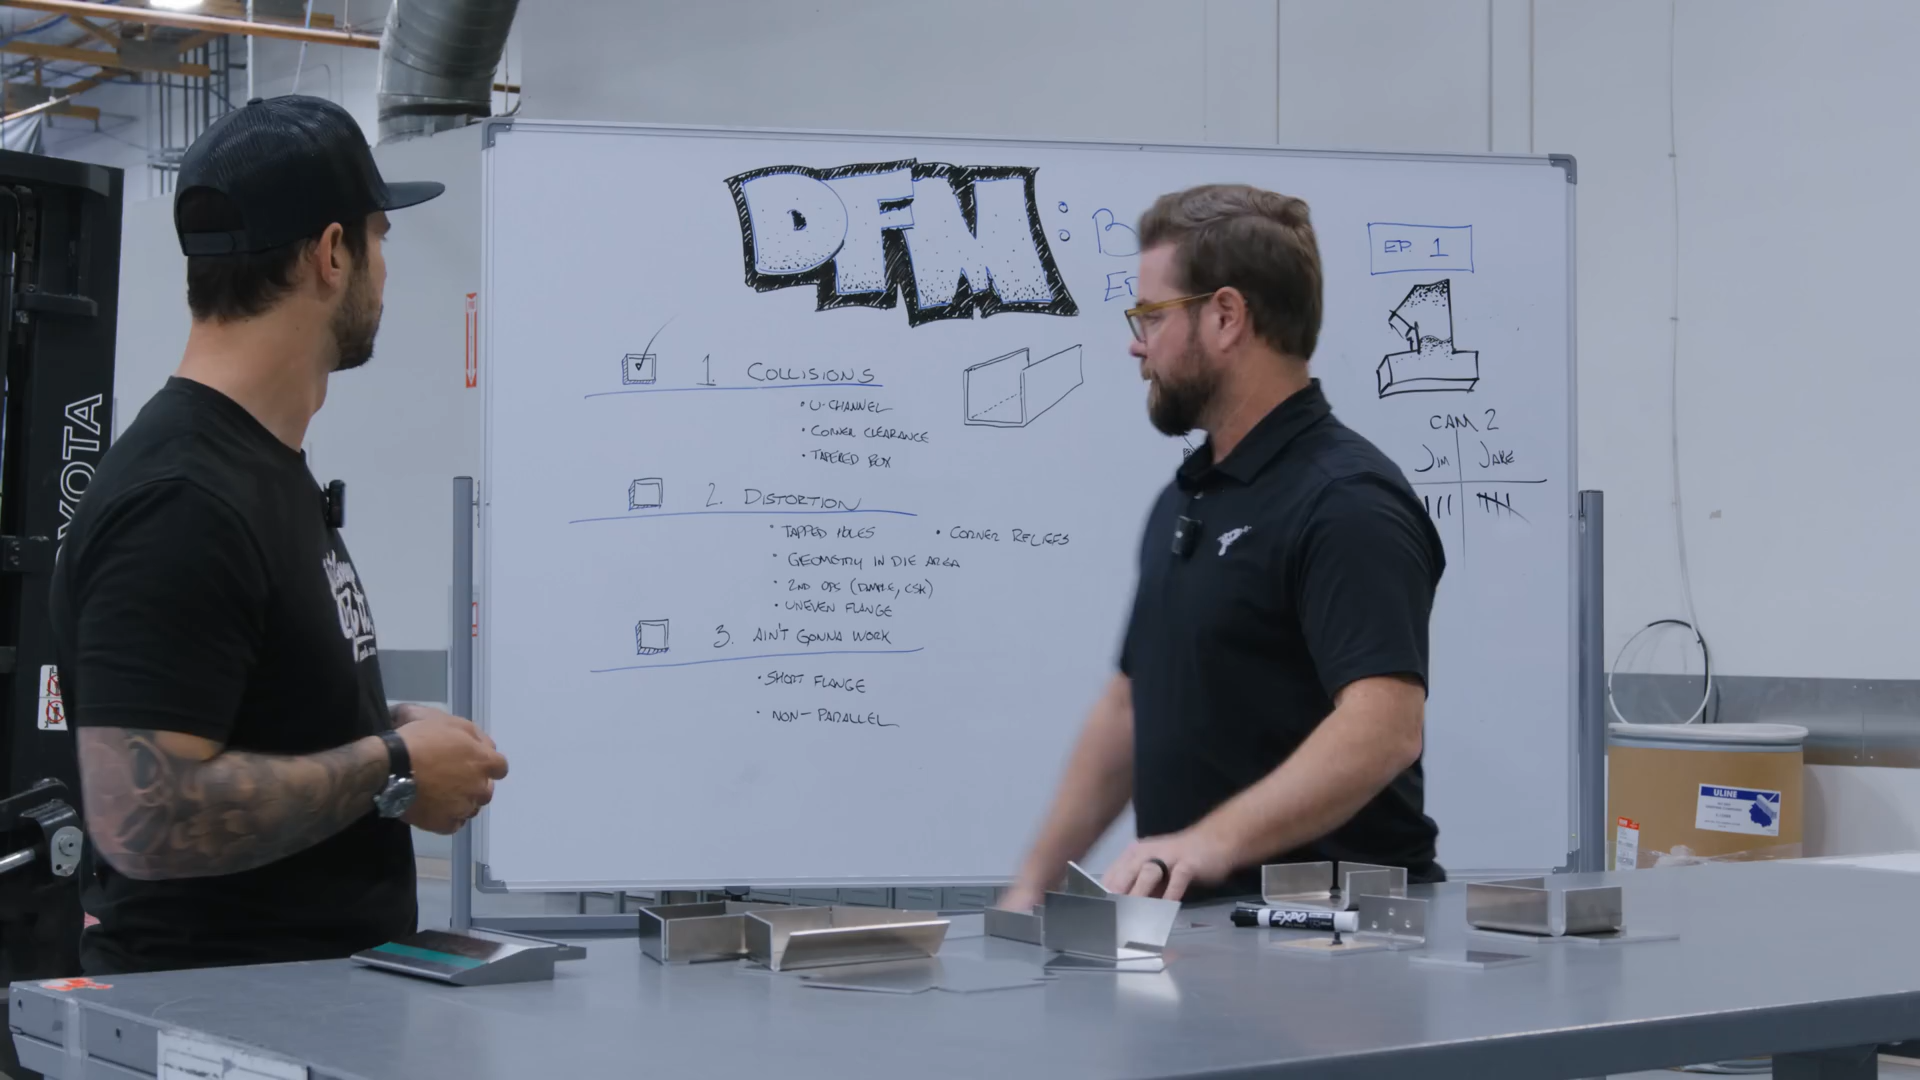 DFM:
EP. 1
1 COLLISIONS
• U-CHANNEL
• CORNER CLEARANCE
• TAPERED BOX
2. DISTORTION
• TAPPED HOLES
• CORNER RELIEFS
• GEOMETRY IN DIE AREA
• 2ND OPS (DIMPLE, CSK)
• UNEVEN FLANGE
3. AIN'T GONNA WORK
• SHORT FLANGE
• NON-PARALLEL
CAM 2
JIM JAKE
TOYOTA
ULINE
EXPO